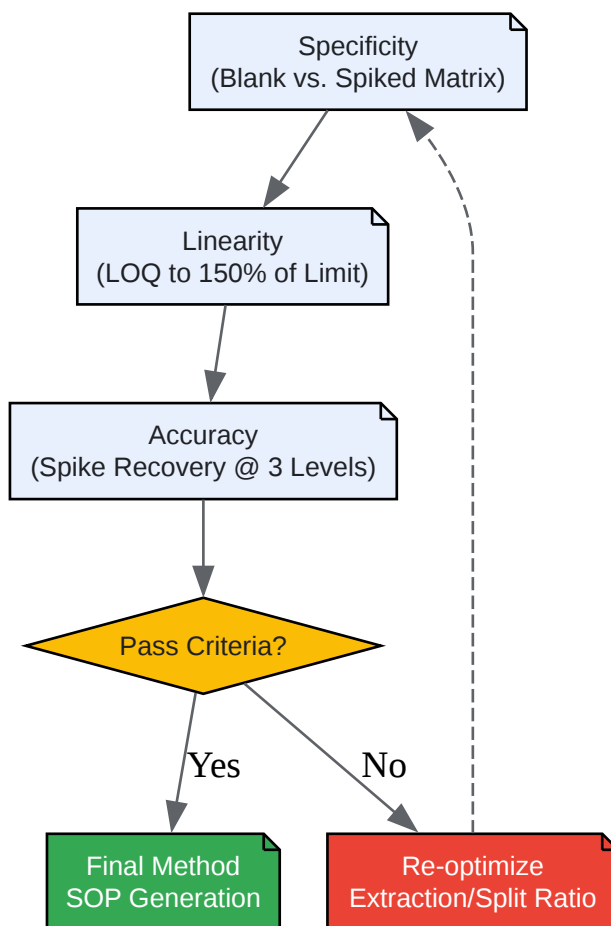 Specificity
(Blank vs. Spiked Matrix)
Linearity
(LOQ to 150% of Limit)
Accuracy
(Spike Recovery @ 3 Levels)
Pass Criteria?
Yes
No
Final Method
SOP Generation
Re-optimize
Extraction/Split Ratio